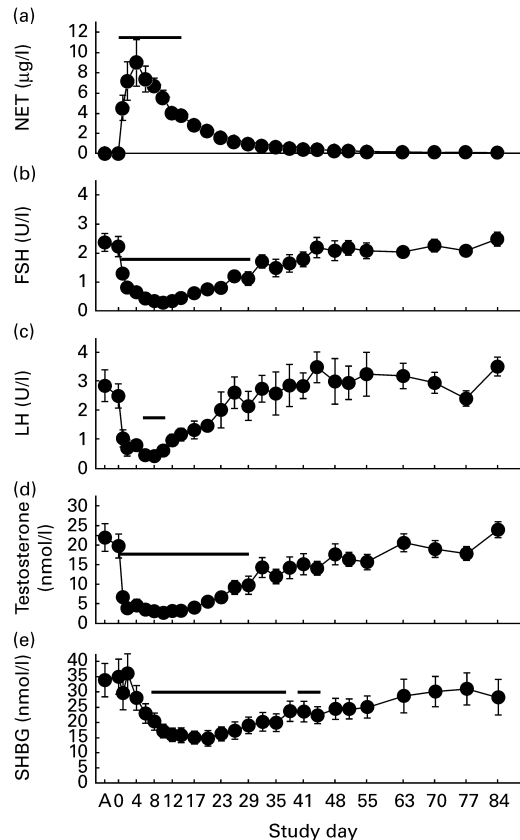 (a)
NET (μg/l)
12
10
8
6
4
2
0
(b)
FSH (U/l)
4
3
2
1
0
(c)
LH (U/l)
4
3
2
1
0
(d)
Testosterone
(nmol/l)
30
25
20
15
10
5
0
(e)
SHBG (nmol/l)
40
35
30
25
20
15
10
5
0
A 0 4 8 12 17 23 29 35 41 48 55 63 70 77 84
Study day